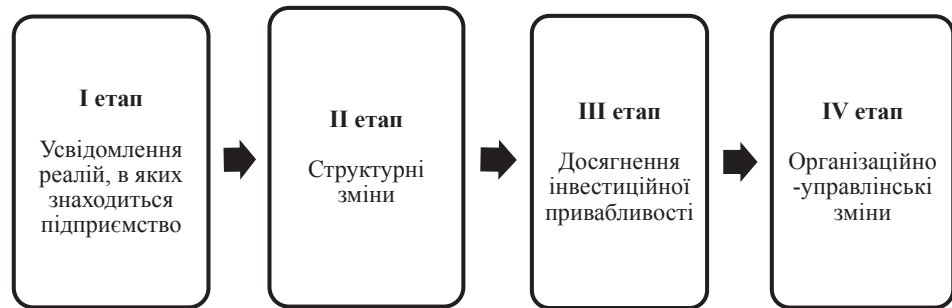 I етап
Усвідомлення
реалій, в яких
знаходиться
підприємство
II етап
Структурні
зміни
III етап
Досягнення
інвестиційної
привабливості
IV етап
Організаційно
-управлінські
зміни